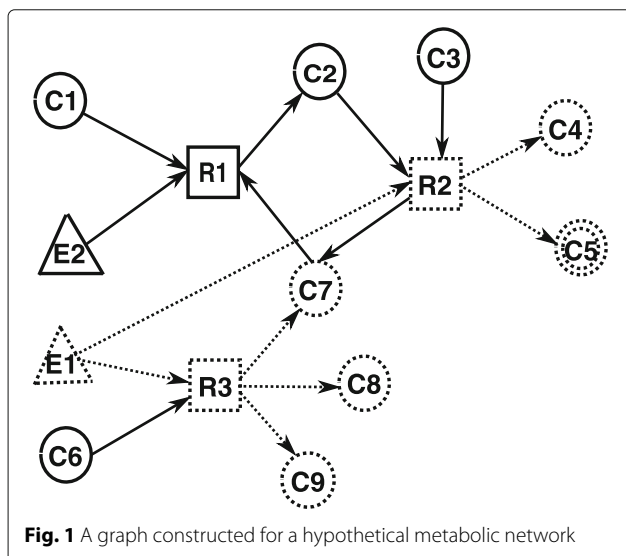 C1
C2
C3
C4
R1
R2
E2
C5
C7
E1
R3
C8
C6
C9
Fig. 1 A graph constructed for a hypothetical metabolic network